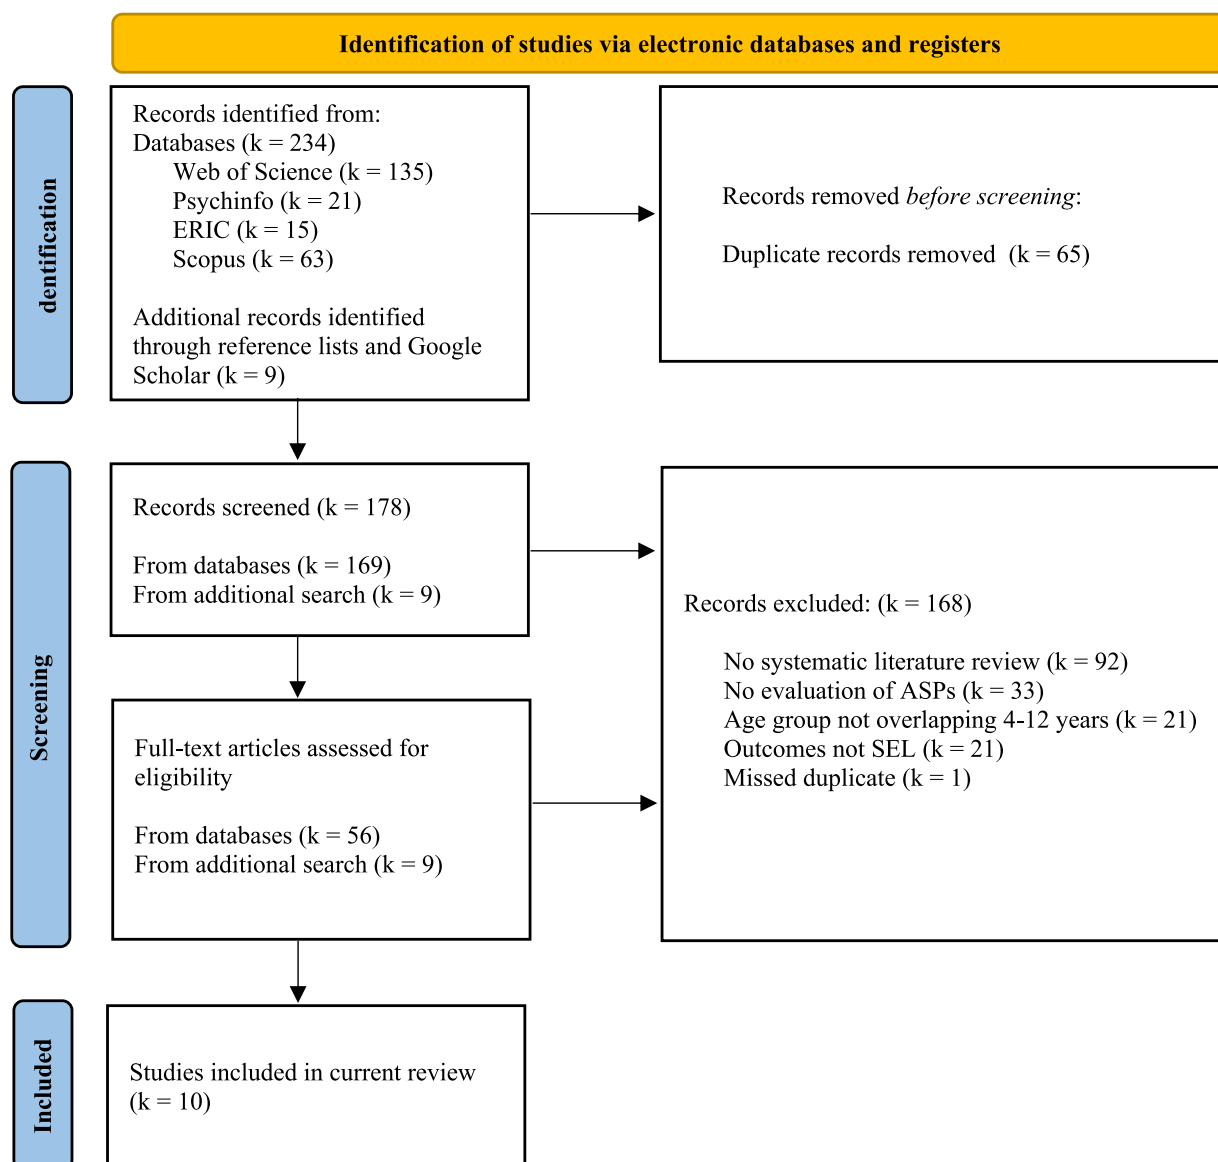 Identification of studies via electronic databases and registers
dentification
Records identified from:
Databases (k = 234)
Web of Science (k = 135)
Psychinfo (k = 21)
ERIC (k = 15)
Scopus (k = 63)
Additional records identified
through reference lists and Google
Scholar (k = 9)
Records removed before screening:
Duplicate records removed (k = 65)
Screening
Records screened (k = 178)
From databases (k = 169)
From additional search (k = 9)
Records excluded: (k = 168)
No systematic literature review (k = 92)
No evaluation of ASPs (k = 33)
Age group not overlapping 4-12 years (k = 21)
Outcomes not SEL (k = 21)
Missed duplicate (k = 1)
Full-text articles assessed for
eligibility
From databases (k = 56)
From additional search (k = 9)
Included
Studies included in current review
(k = 10)